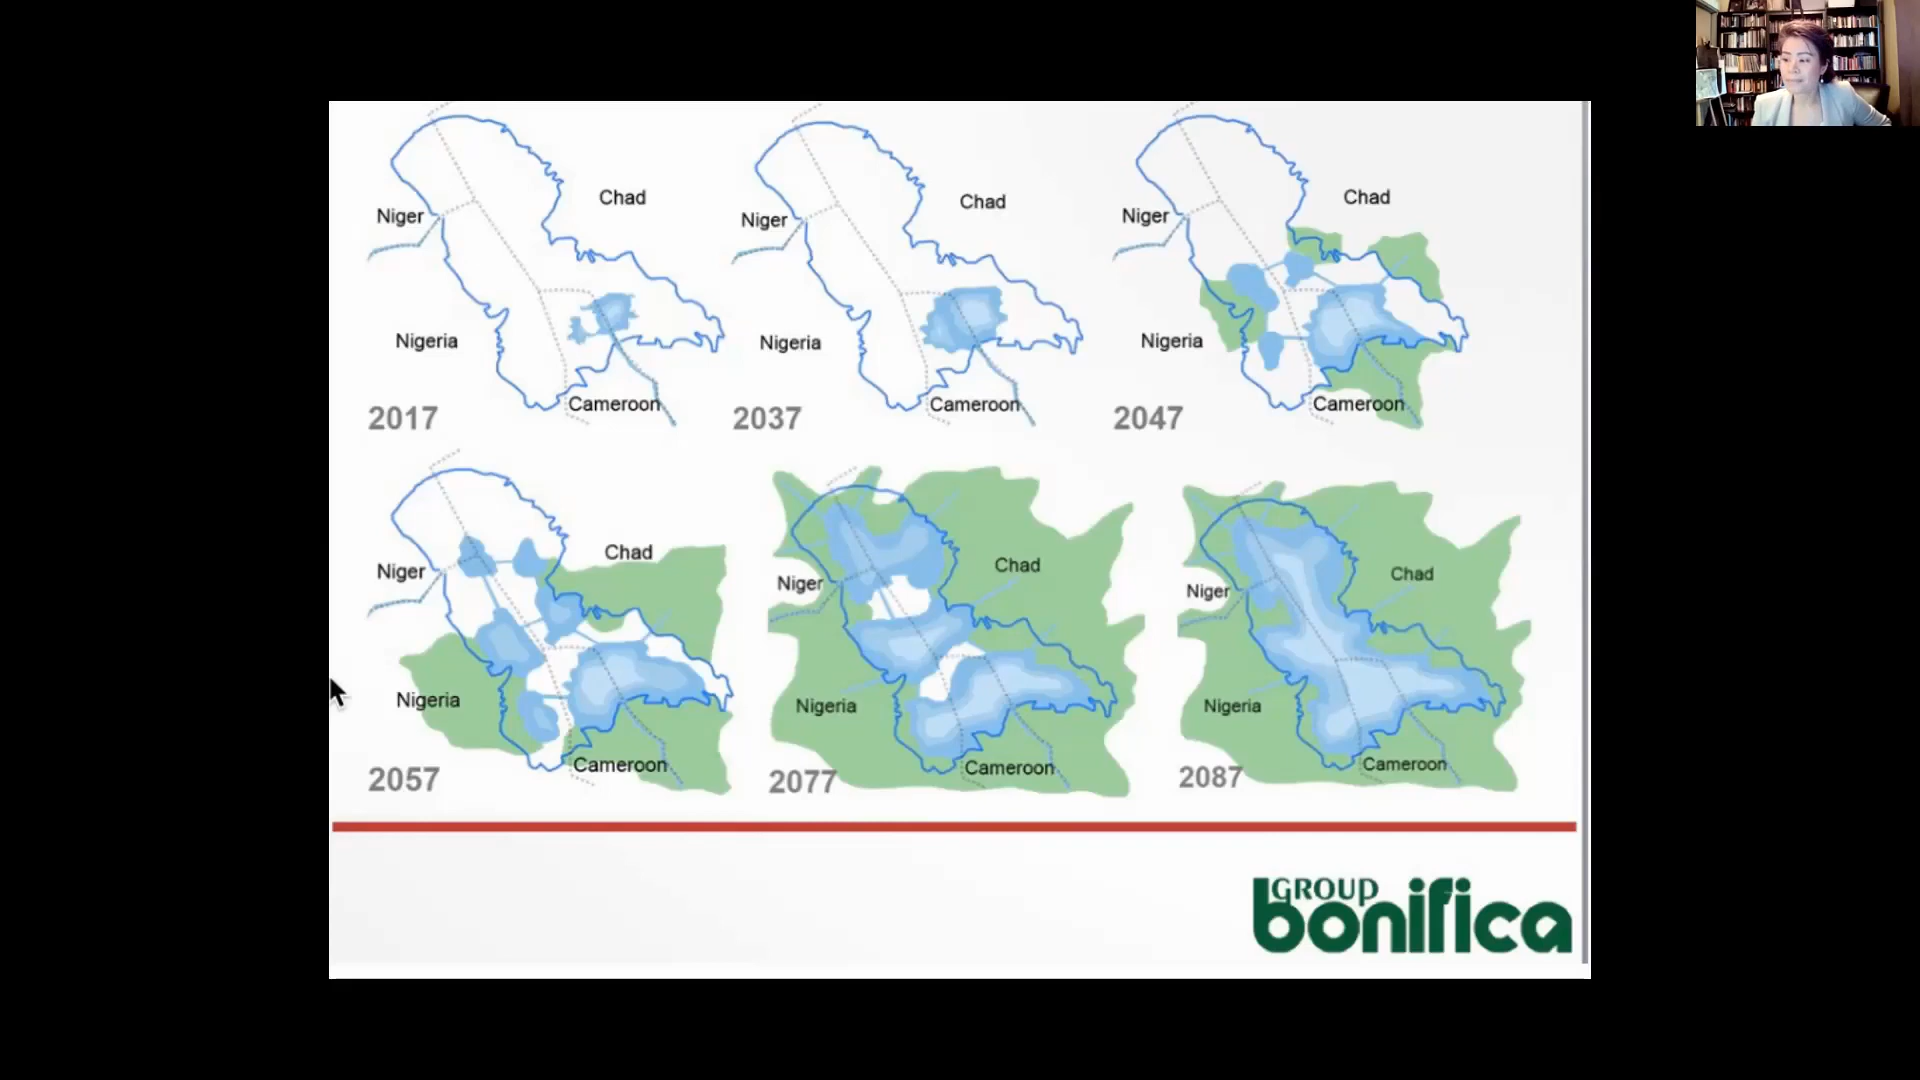 Chad
Niger
Nigeria
Cameroon
2017
Chad
Niger
Nigeria
Cameroon
2037
Chad
Niger
Nigeria
Cameroon
2047
Chad
Niger
Nigeria
Cameroon
2057
Chad
Niger
Nigeria
Cameroon
2077
Chad
Niger
Nigeria
Cameroon
2087
GROUP
bonifica